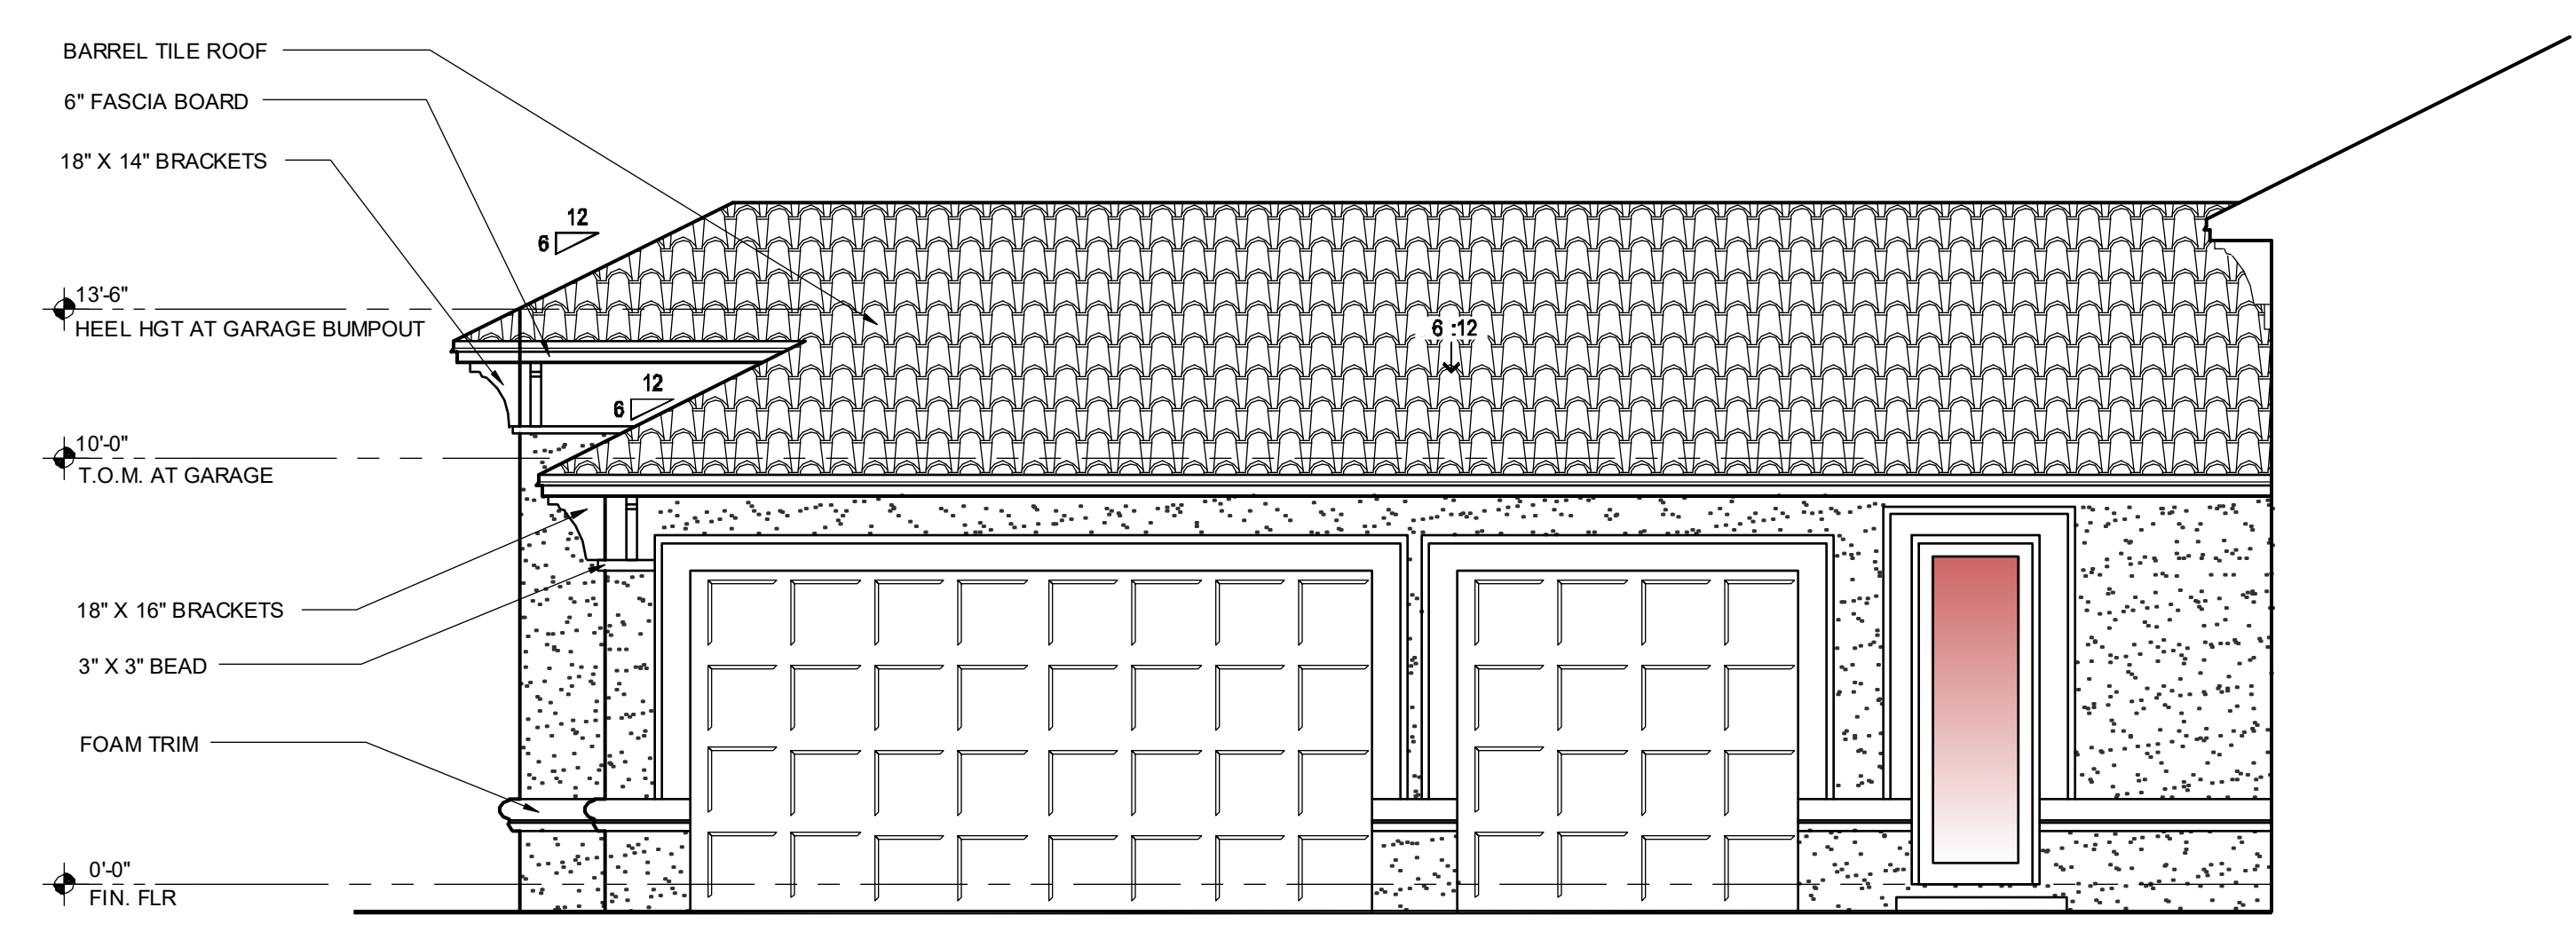 BARREL TILE ROOF
6" FASCIA BOARD
18" X 14" BRACKETS
12
6
13'-6"
HEEL HGT AT GARAGE BUMPOUT
6 :12
12
6
10'-0"
T.O.M. AT GARAGE
18" X 16" BRACKETS
3" X 3" BEAD
FOAM TRIM
0'-0"
FIN. FLR